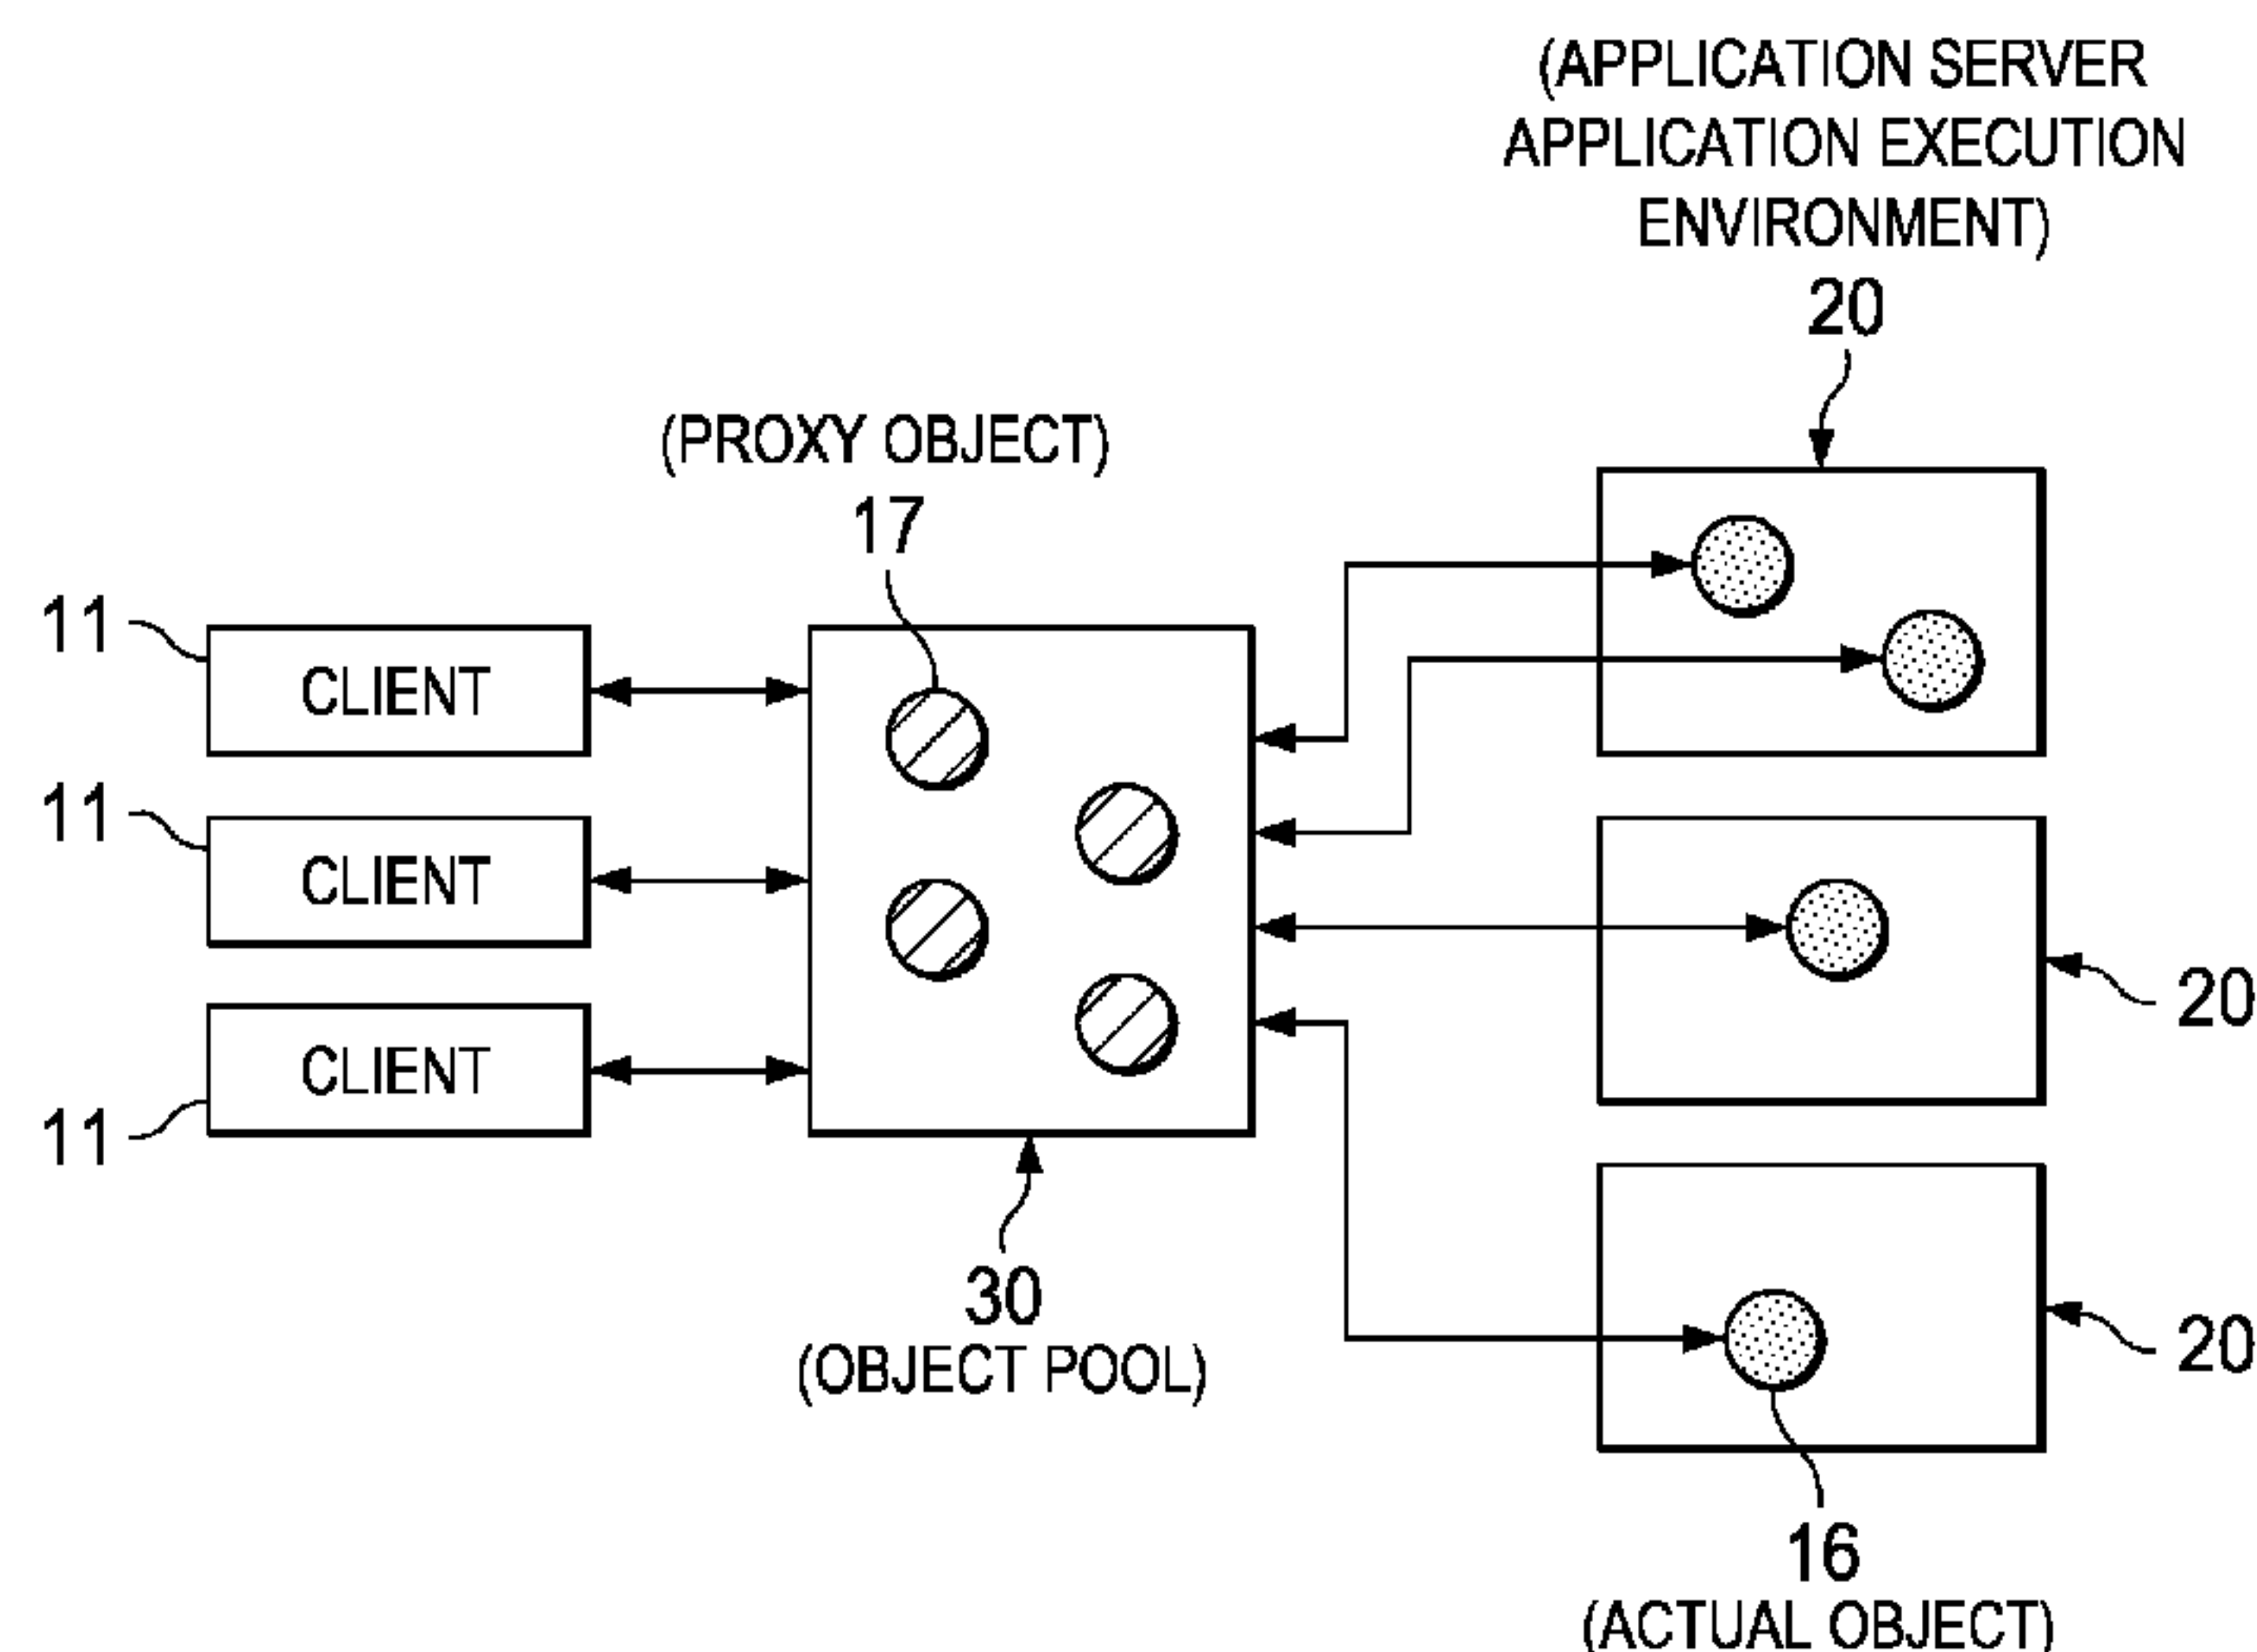 (APPLICATION SERVER
APPLICATION EXECUTION
ENVIRONMENT)
20
(PROXY OBJECT)
17
11
CLIENT
11
CLIENT
11
CLIENT
20
20
30
(OBJECT POOL)
16
(ACTUAL OBJECT)